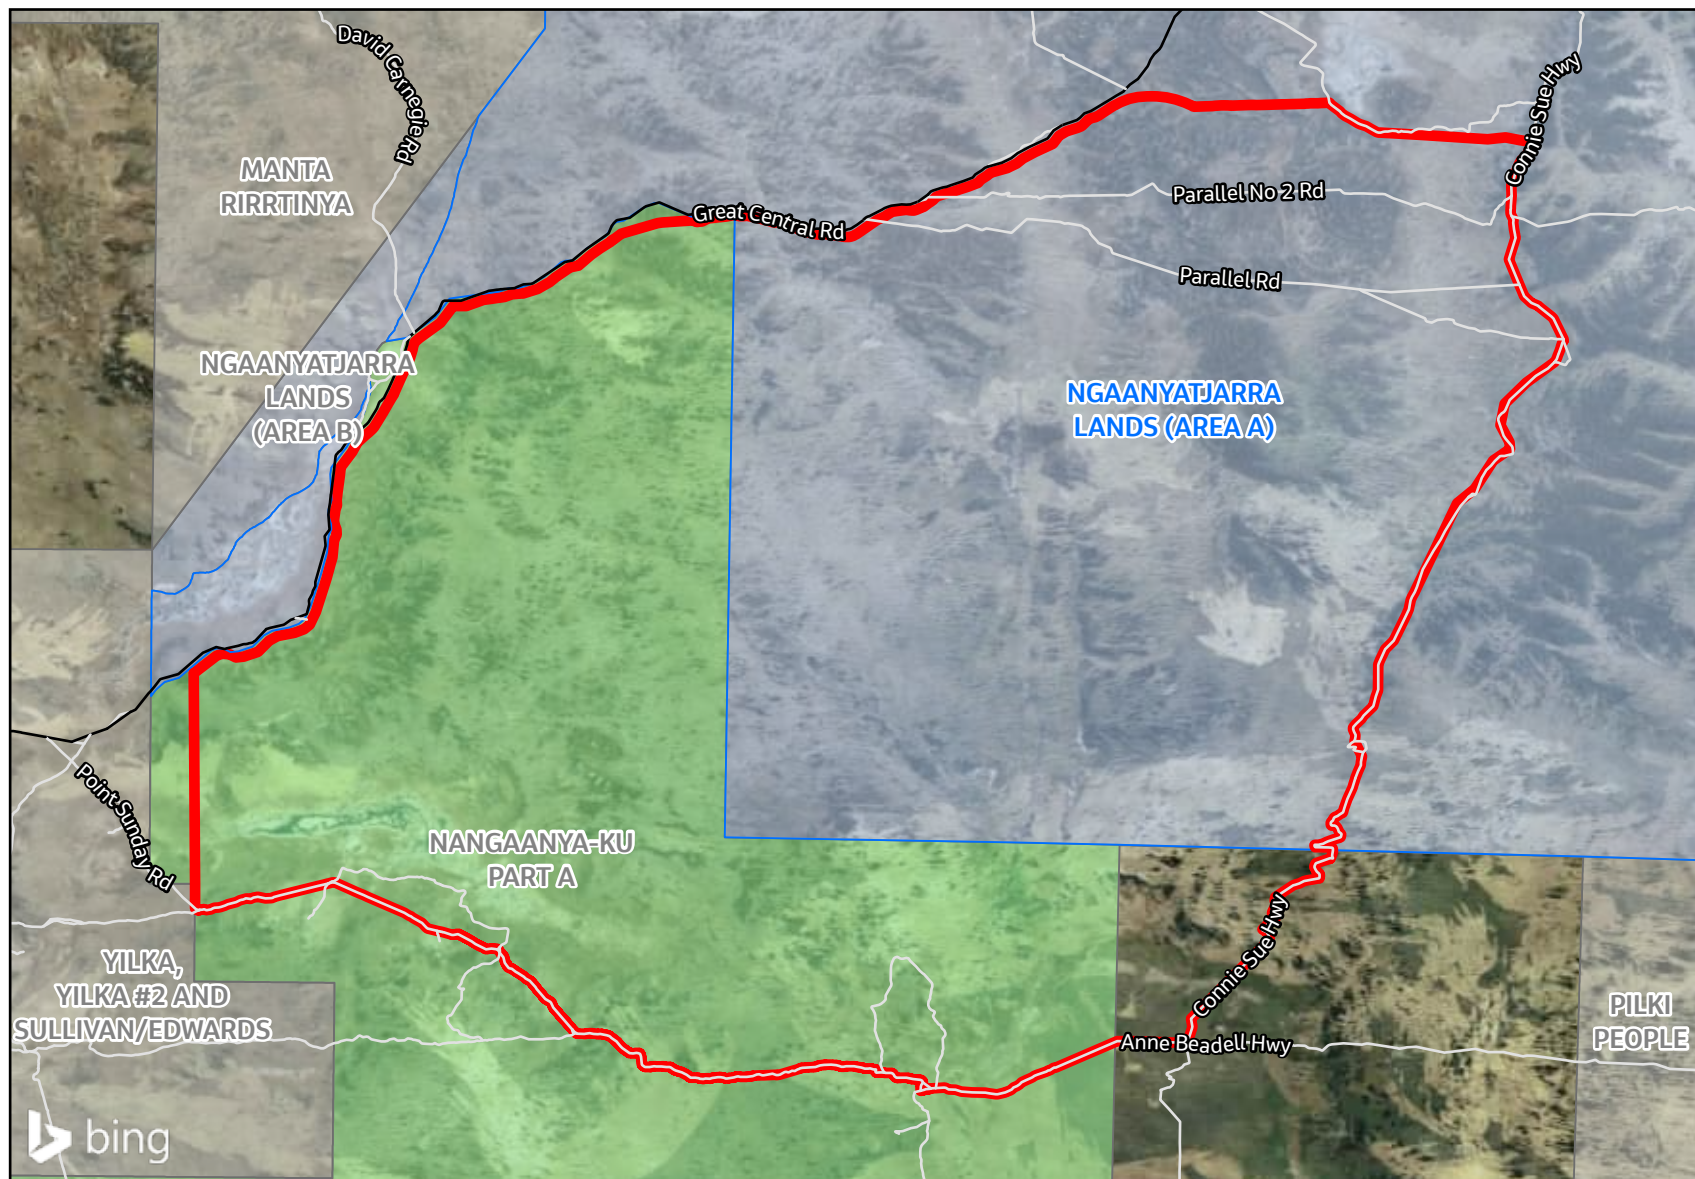 David Carnegie Rd
Connie Sue Hwy
MANTA
RIRRTINYA
Parallel No 2 Rd
Great Central Rd
Parallel Rd
NGAANYATJARRA
LANDS
(AREA B)
NGAANYATJARRA
LANDS (AREA A)
Point Sunday Rd
NANGAANYA-KU
PART A
Connie Sue Hwy
YILKA,
YILKA #2 AND
SULLIVAN/EDWARDS
PILKI
PEOPLE
Anne Beadell Hwy
bing